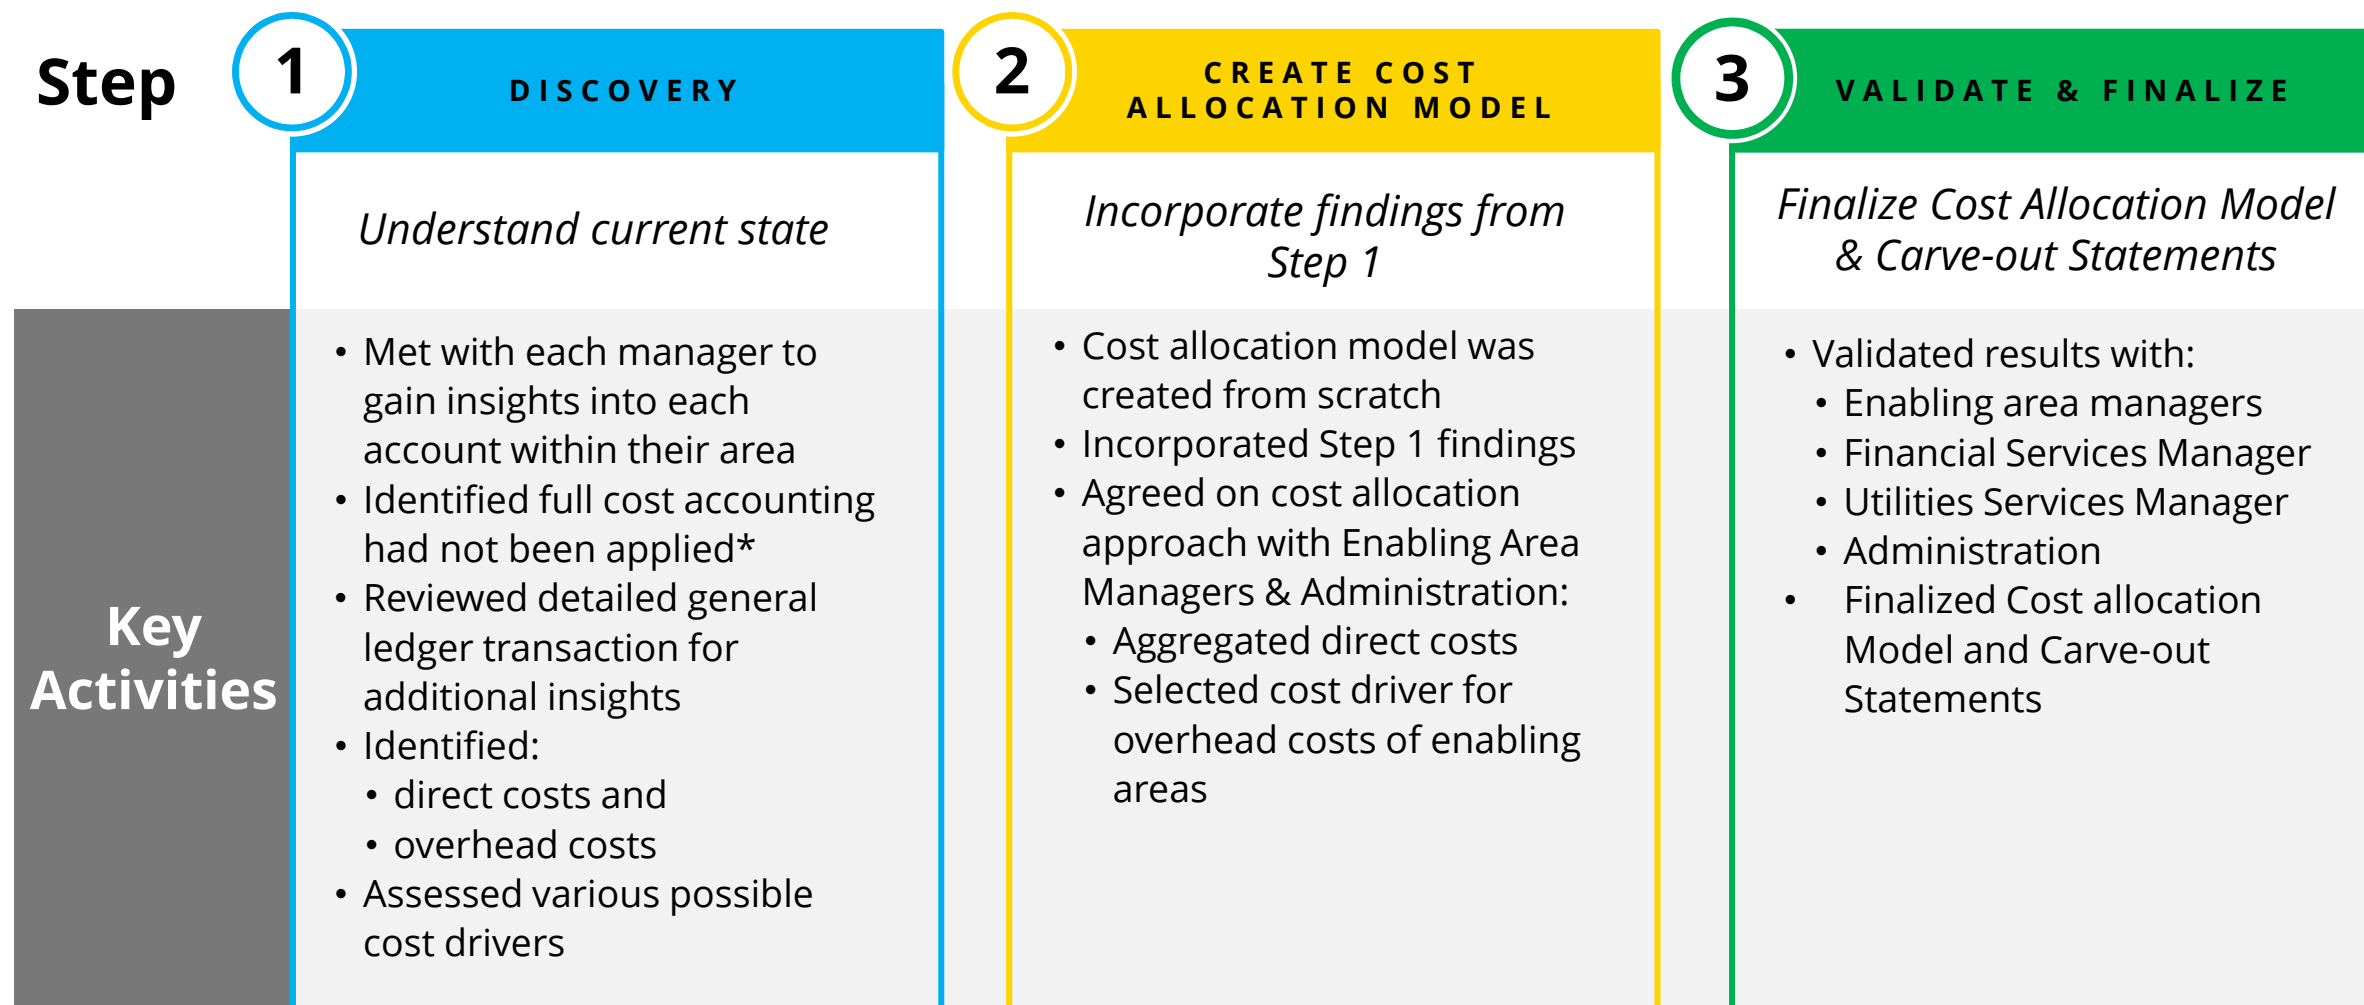 Step
1
DISCOVERY
Understand current state
2
CREATE COST
ALLOCATION MODEL
Incorporate findings from
Step 1
3
VALIDATE & FINALIZE
Finalize Cost Allocation Model
& Carve-out Statements
Key
Activities
• Met with each manager to
gain insights into each
account within their area
• Identified full cost accounting
had not been applied*
• Reviewed detailed general
ledger transaction for
additional insights
• Identified:
• direct costs and
• overhead costs
• Assessed various possible
cost drivers
• Cost allocation model was
created from scratch
• Incorporated Step 1 findings
• Agreed on cost allocation
approach with Enabling Area
Managers & Administration:
• Aggregated direct costs
• Selected cost driver for
overhead costs of enabling
areas
• Validated results with:
• Enabling area managers
• Financial Services Manager
• Utilities Services Manager
• Administration
• Finalized Cost allocation
Model and Carve-out
Statements